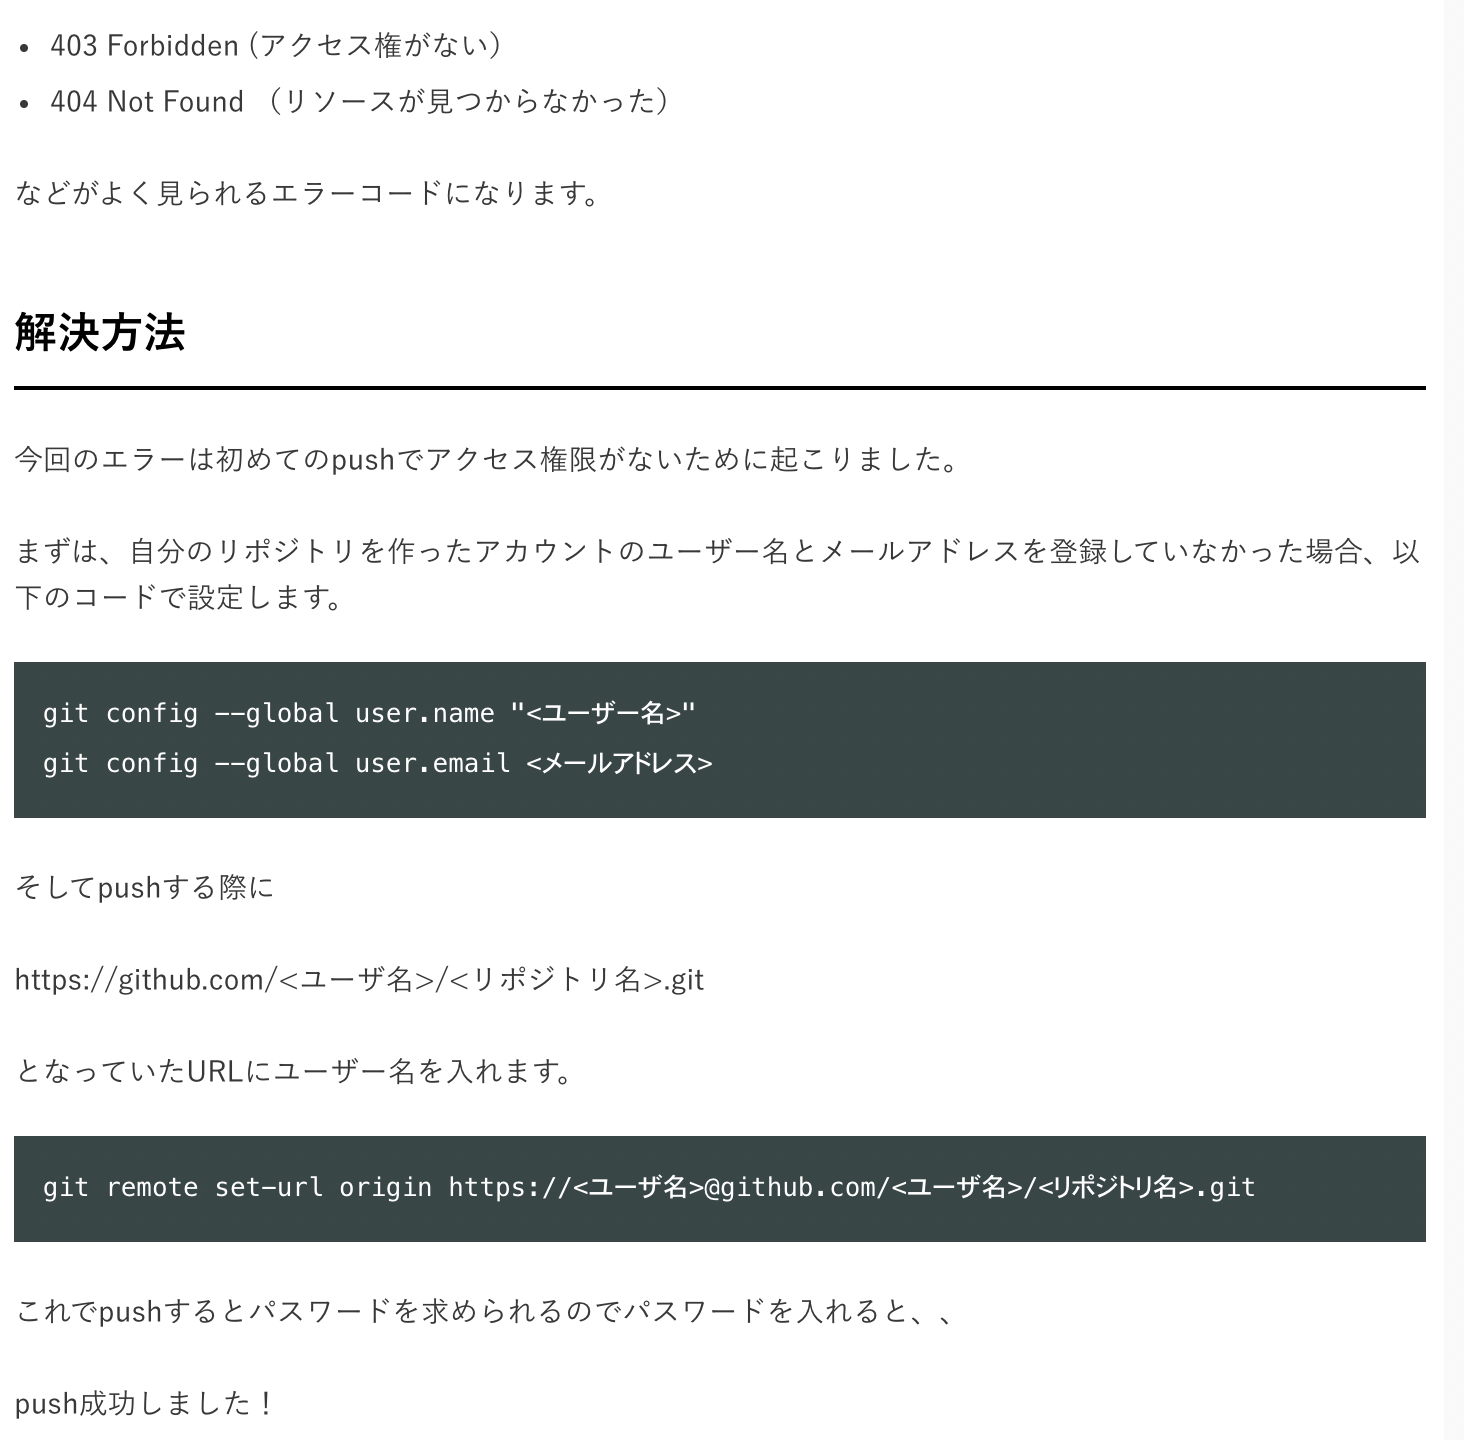 • 403 Forbidden (アクセス権がない）
• 404 Not Found （リソースが見つからなかった）
などがよく見られるエラーコードになります。
解決方法
今回のエラーは初めてのpushでアクセス権限がないために起こりました。
まずは、自分のリポジトリを作ったアカウントのユーザー名とメールアドレスを登録していなかった場合、以
下のコードで設定します。
git config --global user.name "<ユーザー名>"
git config --global user.email <メールアドレス>
そしてpushする際に
https://github.com/<ユーザ名>/<リポジトリ名>.git
となっていたURLにユーザー名を入れます。
git remote set-url origin https://<ユーザ名>@github.com/<ユーザ名>/<リポジトリ名>.git
これでpushするとパスワードを求められるのでパスワードを入れると、、
push成功しました！